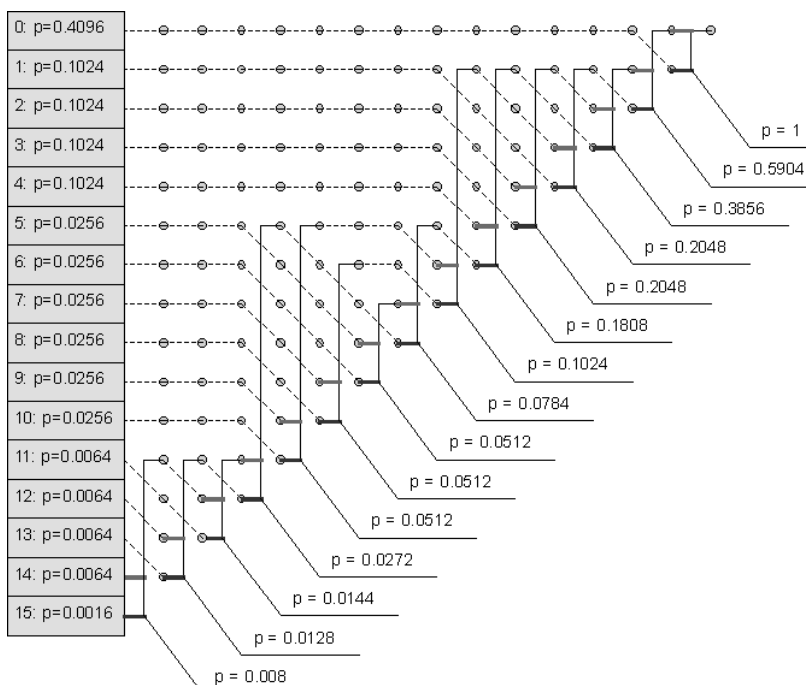 0: p=0.4096
1: p=0.1024
2: p=0.1024
3: p=0.1024
4: p=0.1024
5: p=0.0256
6: p=0.0256
7: p=0.0256
8: p=0.0256
9: p=0.0256
10: p=0.0256
11: p=0.0064
12: p=0.0064
13: p=0.0064
14: p=0.0064
15: p=0.0016
p = 1
p = 0.5904
p = 0.3856
p = 0.2048
p = 0.2048
p = 0.1808
p = 0.1024
p = 0.0784
p = 0.0512
p = 0.0512
p = 0.0512
p = 0.0272
p = 0.0144
p = 0.0128
p = 0.008